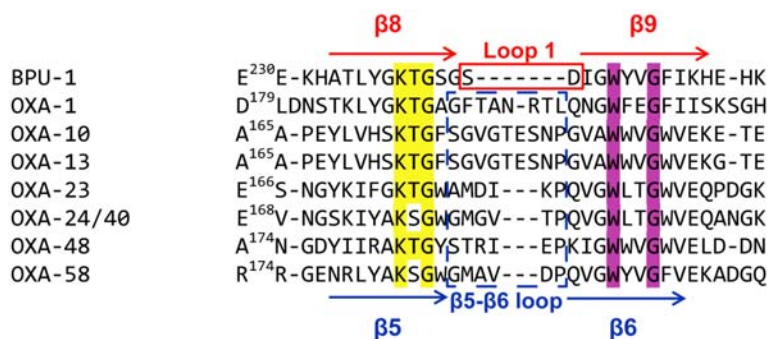 β8 β9
Loop 1
BPU-1 E230E-KHATLYGKTGSGS-------DIGWYVGFIKHE-HK
OXA-1 D179LDNSTKLYGKTGAGFTAN-RTLQNGWFEGFIISKSGH
OXA-10 A165A-PEYLVHSKTGFSGVGTESNPGVAWWVGWVEKE-TE
OXA-13 A165A-PEYLVHSKTGFSGVGTESNPGVAWWVGWVEKG-TE
OXA-23 E166S-NGYKIFGKTGWAMDI---KPQVGWLTGWVEQPDGK
OXA-24/40 E168V-NGSKIYAKSGWGMGV---TPQVGWLTGWVEQANGK
OXA-48 A174N-GDYIIRAKTGYSTRI---EPKIGWWVGWVELD-DN
OXA-58 R174R-GENRLYAKSGWGMAV---DPQVGWYVGFVEKADGQ
β5-β6 loop
β5 β6